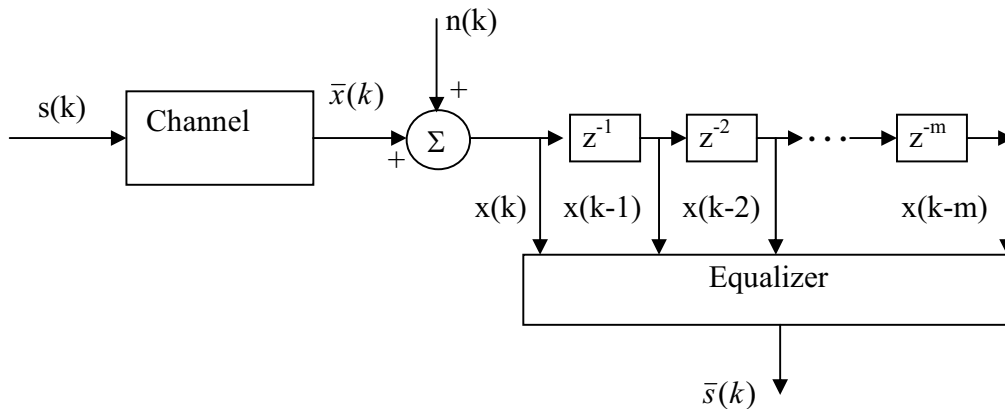 n(k)
s(k)
Channel
x̄(k)
+
+
Σ
z⁻¹
z⁻²
...
z⁻ᵐ
x(k)
x(k-1)
x(k-2)
x(k-m)
Equalizer
s̄(k)